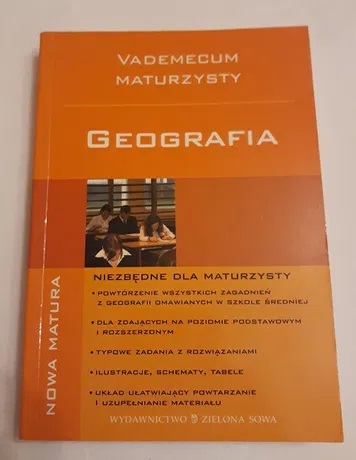 VADEMECUM
MATURZYSTY
GEOGRAFIA
NIEZBĘDNE DLA MATURZYSTY
• POWTÓRZENIE WSZYSTKICH ZAGADNIEŃ
Z GEOGRAFII OMAWIANYCH W SZKOLE ŚREDNIEJ
• DLA ZDAJĄCYCH NA POZIOMIE PODSTAWOWYM
I ROZSZERZONYM
• TYPOWE ZADANIA Z ROZWIĄZANIAMI
• ILUSTRACJE, SCHEMATY, TABELE
• UKŁAD UŁATWIAJĄCY POWTARZANIE
I UZUPEŁNIANIE MATERIAŁU
NOWA MATURA
WYDAWNICTWO ZIELONA SOWA